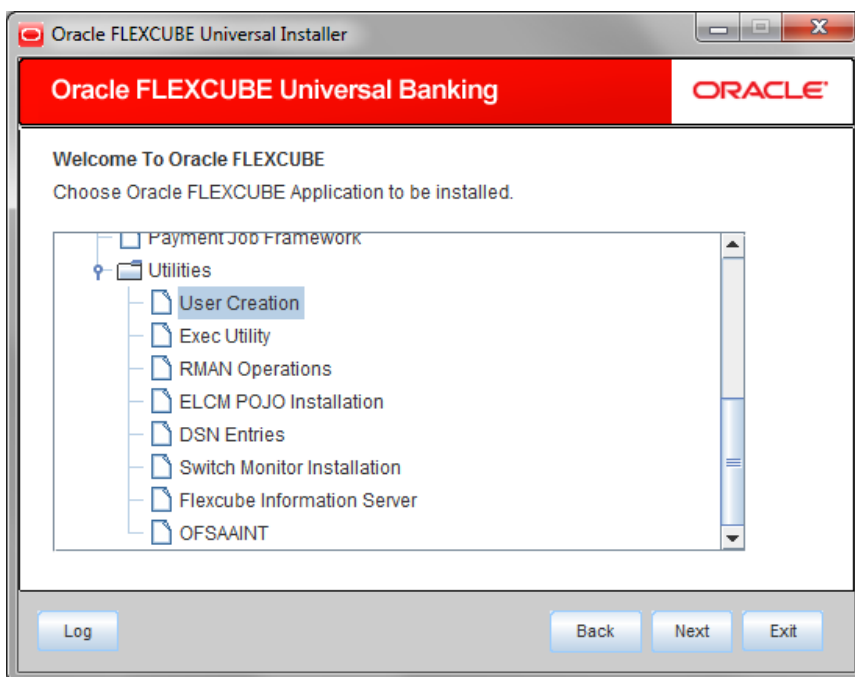 Oracle FLEXCUBE Universal Installer
Oracle FLEXCUBE Universal Banking
ORACLE
Welcome To Oracle FLEXCUBE
Choose Oracle FLEXCUBE Application to be installed.
Payment Job Framework
Utilities
User Creation
Exec Utility
RMAN Operations
ELCM POJO Installation
DSN Entries
Switch Monitor Installation
Flexcube Information Server
OFSAAINT
Log Back Next Exit